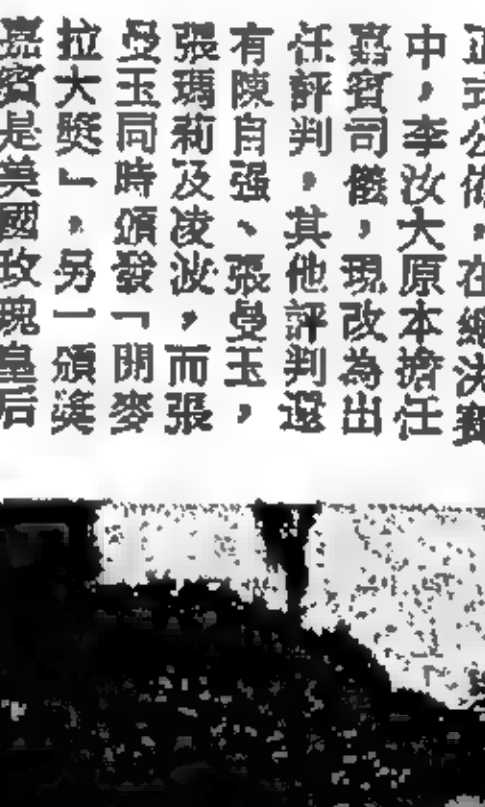 正式公佈，在總決賽
中，李汝大原本擔任
嘉賓司儀，現改為出
任評判，其他評判還
有陳自强、張曼玉，
張瑪莉及凌波，而張
曼玉同時頒發「開麥
拉大獎」，另一頒獎
嘉賓是美國玫瑰皇后